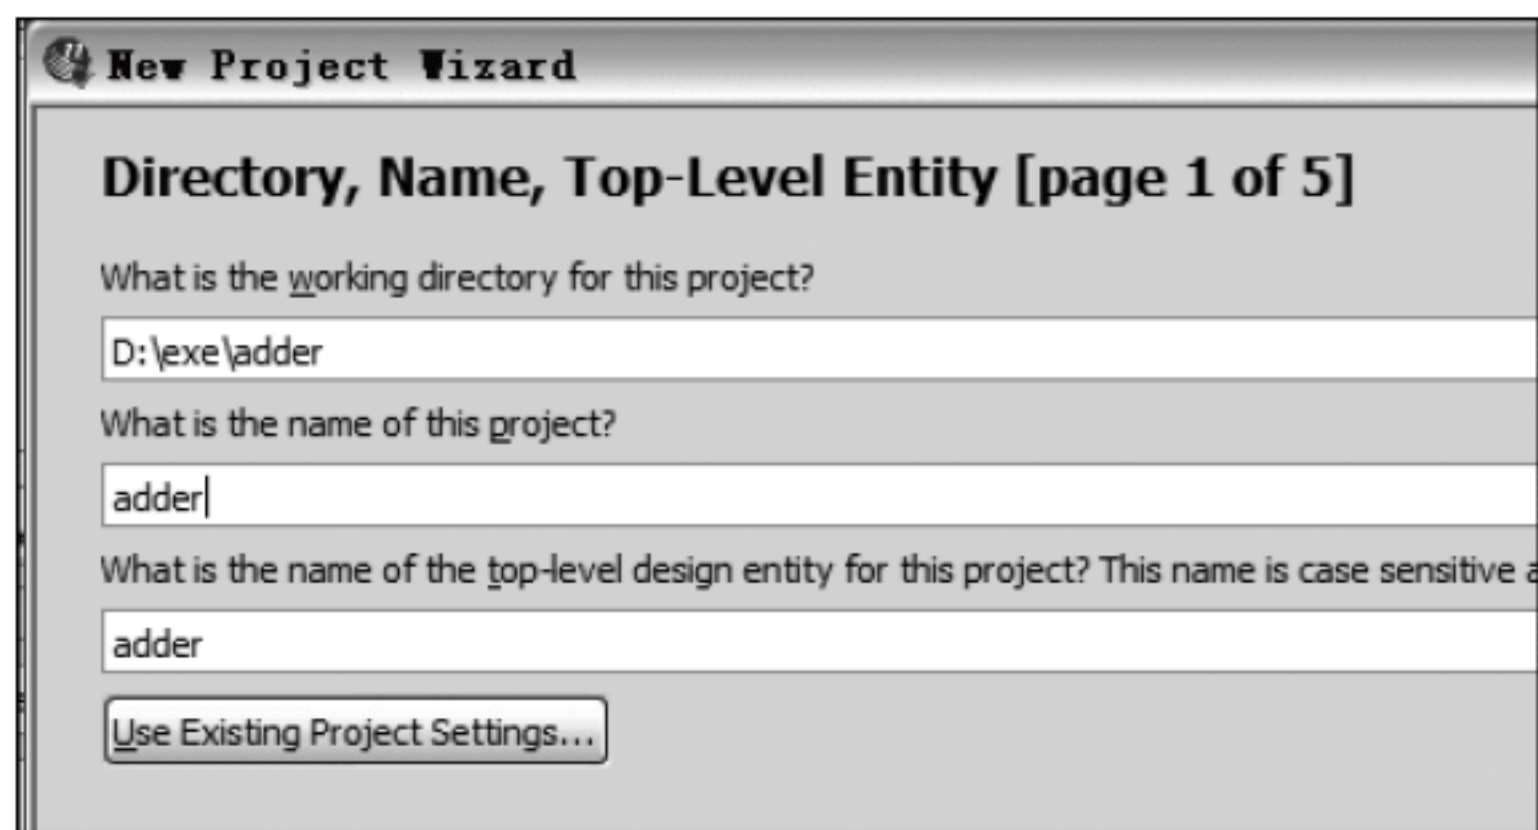 New Project Wizard
Directory, Name, Top-Level Entity [page 1 of 5]
What is the working directory for this project?
D:\exe\adder
What is the name of this project?
adder
What is the name of the top-level design entity for this project? This name is case sensitive a
adder
Use Existing Project Settings...